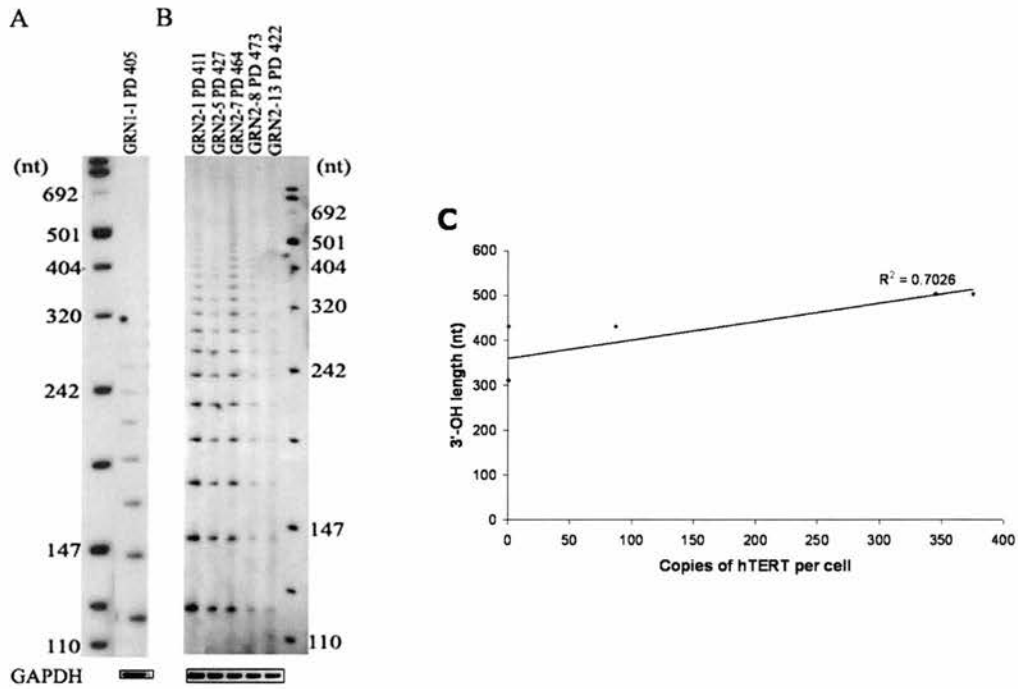 A
B
GRN1-1 PD 405
GRN2-1 PD 411
GRN2-5 PD 427
GRN2-7 PD 464
GRN2-8 PD 473
GRN2-13 PD 422
(nt)
692
501
404
320
242
147
110
GAPDH
(nt)
692
501
404
320
242
147
110
C
600
500
400
300
200
100
0
3'-OH length (nt)
R² = 0.7026
0
50
100
150
200
250
300
350
400
Copies of hTERT per cell